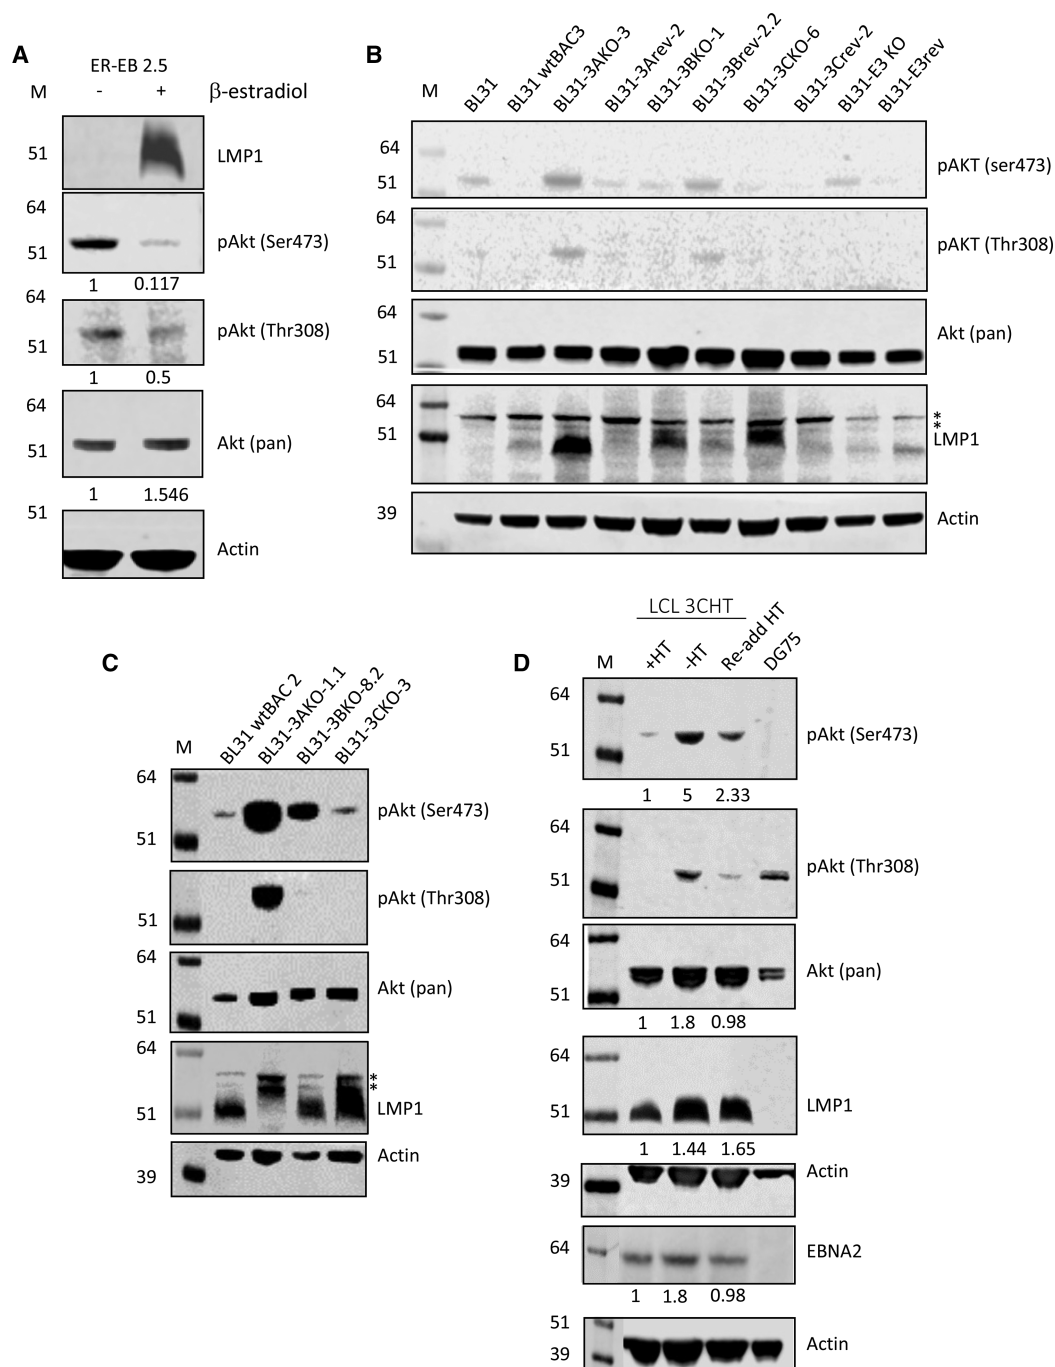 A
ER-EB 2.5
M - + β-estradiol
51 LMP1
64
51 pAkt (Ser473)
1 0.117
64
51 pAkt (Thr308)
1 0.5
64
51 Akt (pan)
1 1.546
51
Actin
B
M BL31 BL31 wtBAC3 BL31-3AKO-3 BL31-3Arev-2 BL31-3BKO-1 BL31-3Brev-2.2 BL31-3CKO-6 BL31-3Crev-2 BL31-E3 KO BL31-E3rev
64
51 pAKT (ser473)
64
51 pAKT (Thr308)
64
51 Akt (pan)
64
51 *
*
LMP1
39 Actin
C
M BL31 wtBAC 2 BL31-3AKO-1.1 BL31-3BKO-8.2 BL31-3CKO-3
64
51 pAkt (Ser473)
51 pAkt (Thr308)
64
51 Akt (pan)
64
*
*
51 LMP1
39 Actin
D
LCL 3CHT
M +HT -HT Re-add HT DG75
64
51 pAkt (Ser473)
1 5 2.33
64
51 pAkt (Thr308)
64
51 Akt (pan)
1 1.8 0.98
64
51 LMP1
1 1.44 1.65
39 Actin
64 EBNA2
1 1.8 0.98
51
39 Actin